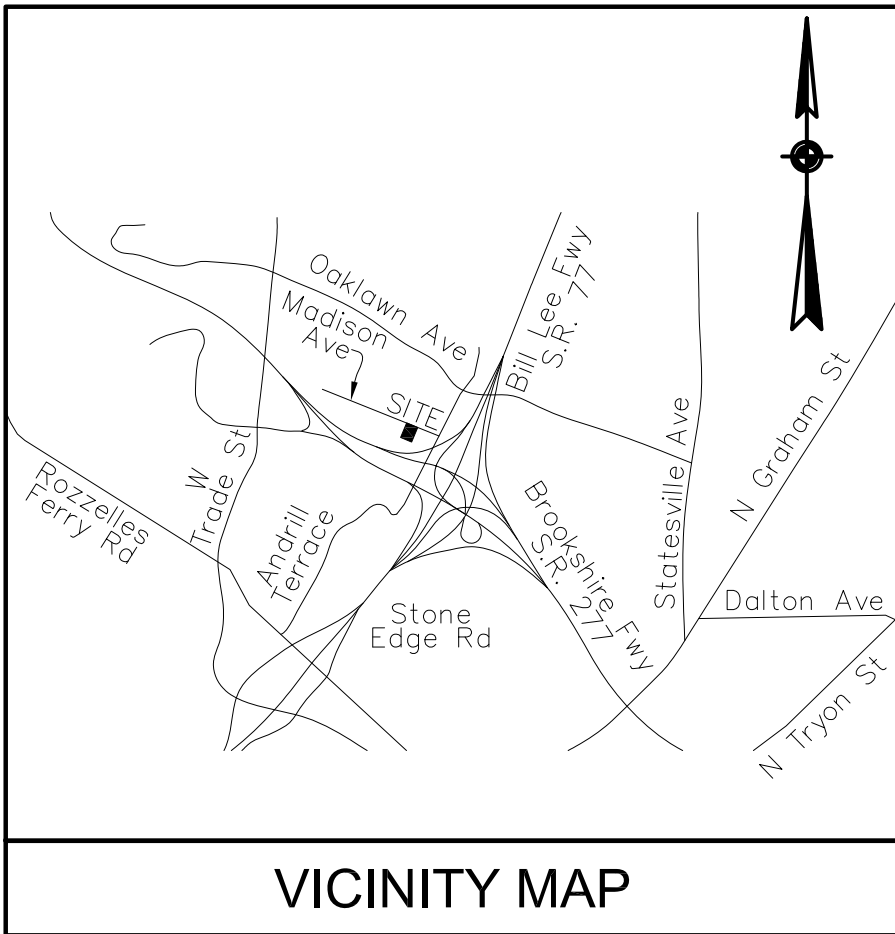 Oaklawn Ave
Madison
Ave
SITE
Bill Lee Fwy
S.R. 77
W
Trade St
Rozzelles
Ferry Rd
Andrill
Terrace
Stone
Edge Rd
Brookshire Fwy
S.R. 277
Statesville Ave
N Graham St
Dalton Ave
N Tryon St
VICINITY MAP